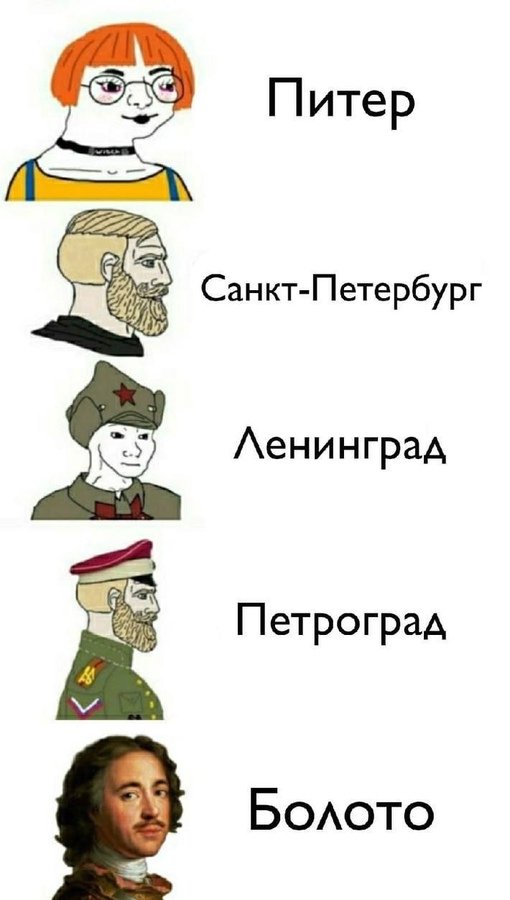 Питер
Санкт-Петербург
Ленинград
Петроград
Болото